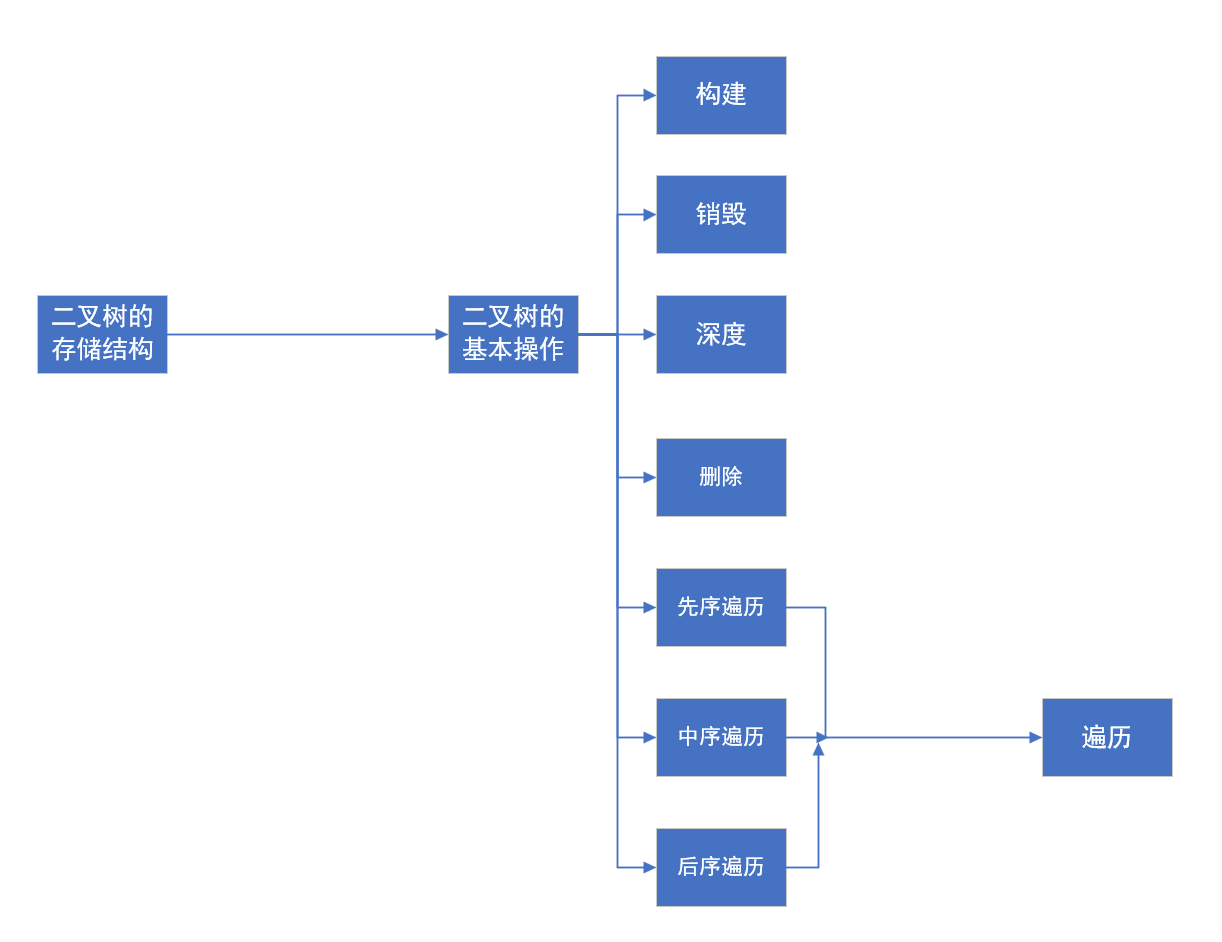 构建
销毁
二叉树的
存储结构
二叉树的
基本操作
深度
删除
先序遍历
中序遍历
遍历
后序遍历